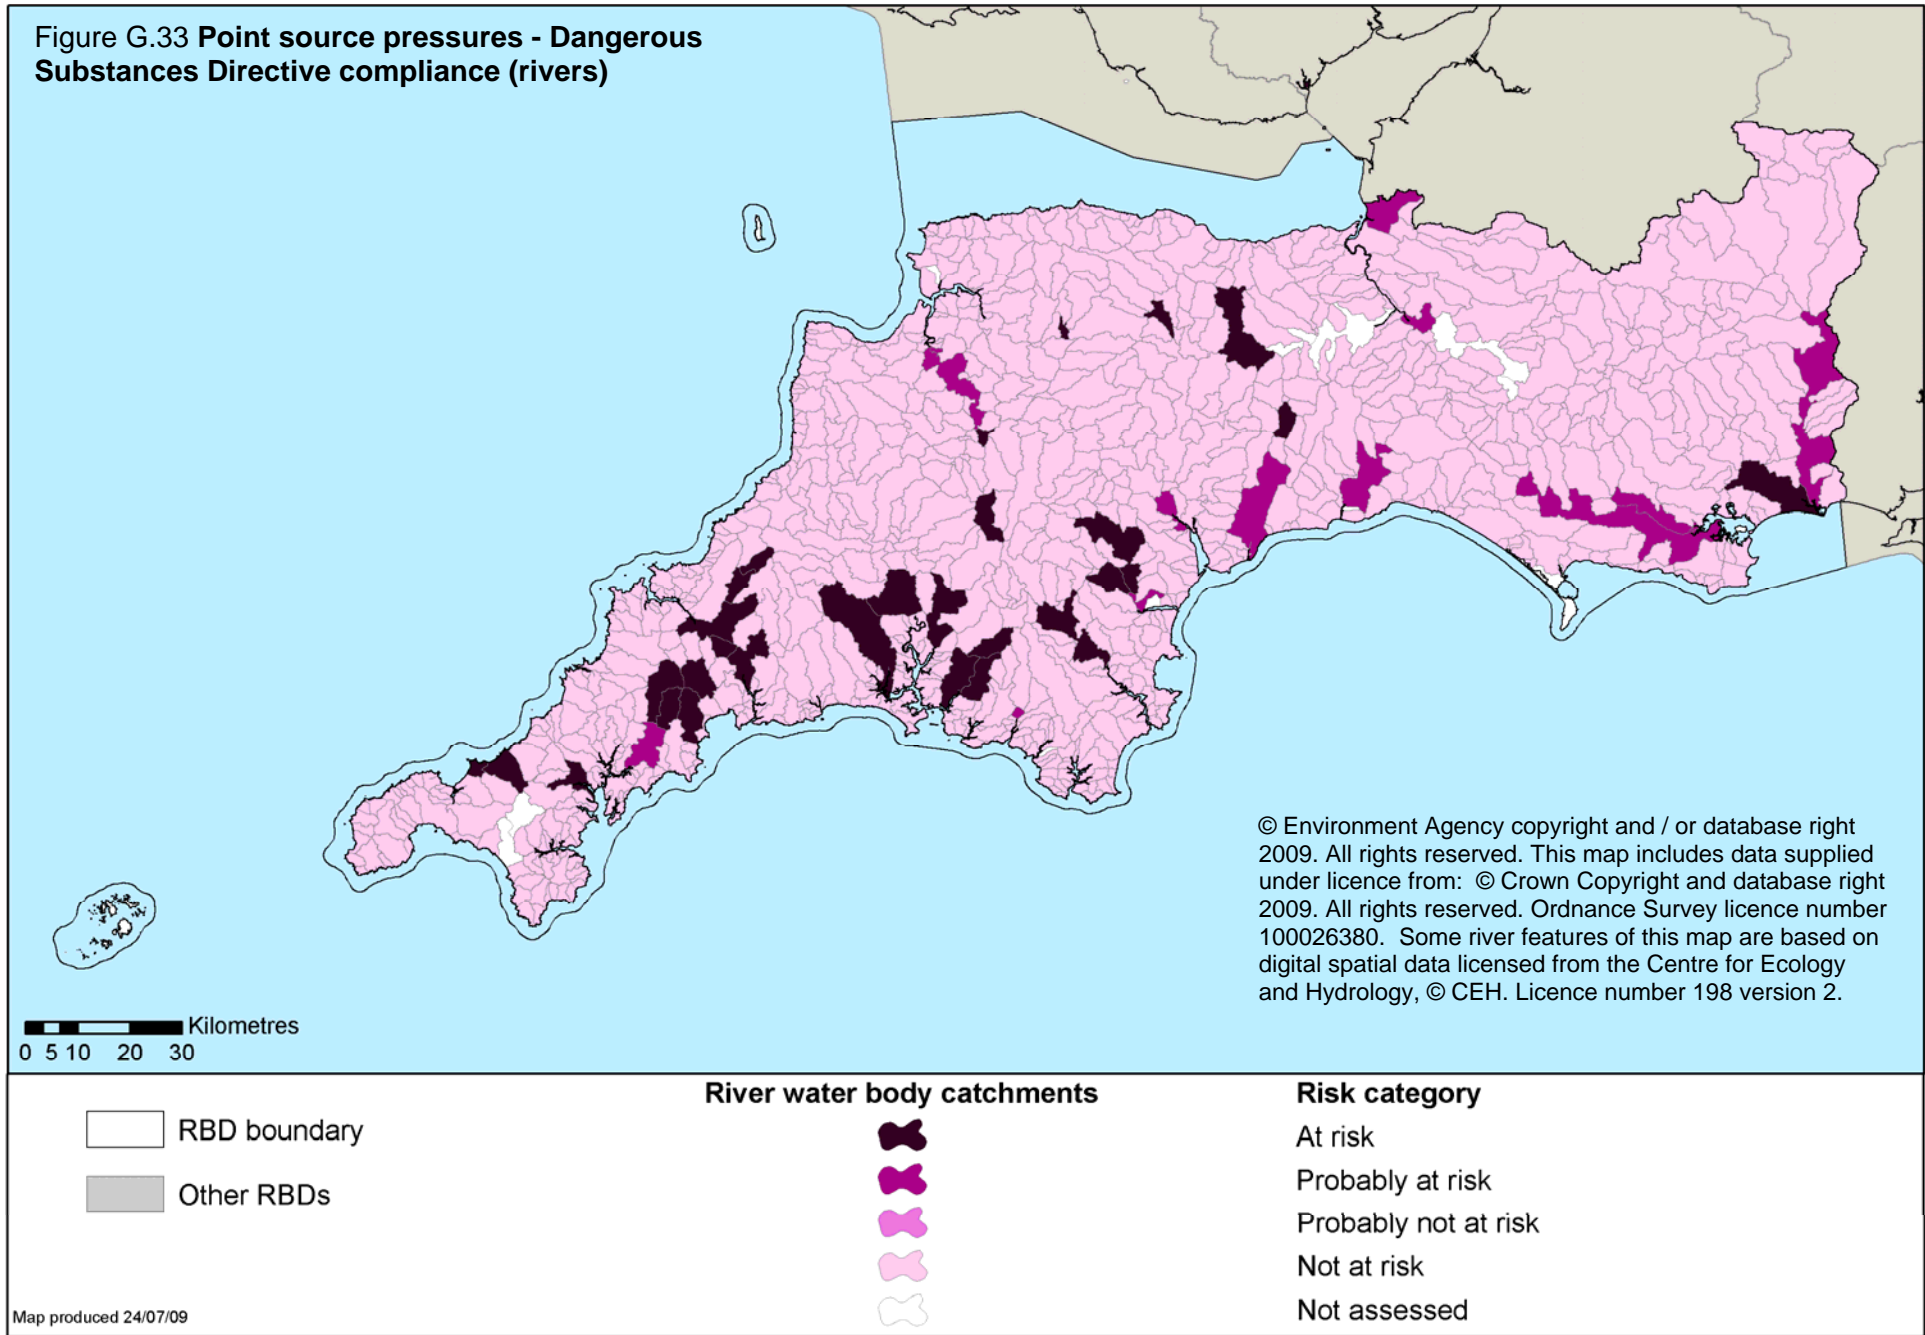 Figure G.33 Point source pressures - Dangerous
Substances Directive compliance (rivers)
© Environment Agency copyright and / or database right
2009. All rights reserved. This map includes data supplied
under licence from: © Crown Copyright and database right
2009. All rights reserved. Ordnance Survey licence number
100026380. Some river features of this map are based on
digital spatial data licensed from the Centre for Ecology
and Hydrology, © CEH. Licence number 198 version 2.
Kilometres
0 5 10 20 30
RBD boundary
Other RBDs
River water body catchments
Risk category
At risk
Probably at risk
Probably not at risk
Not at risk
Not assessed
Map produced 24/07/09